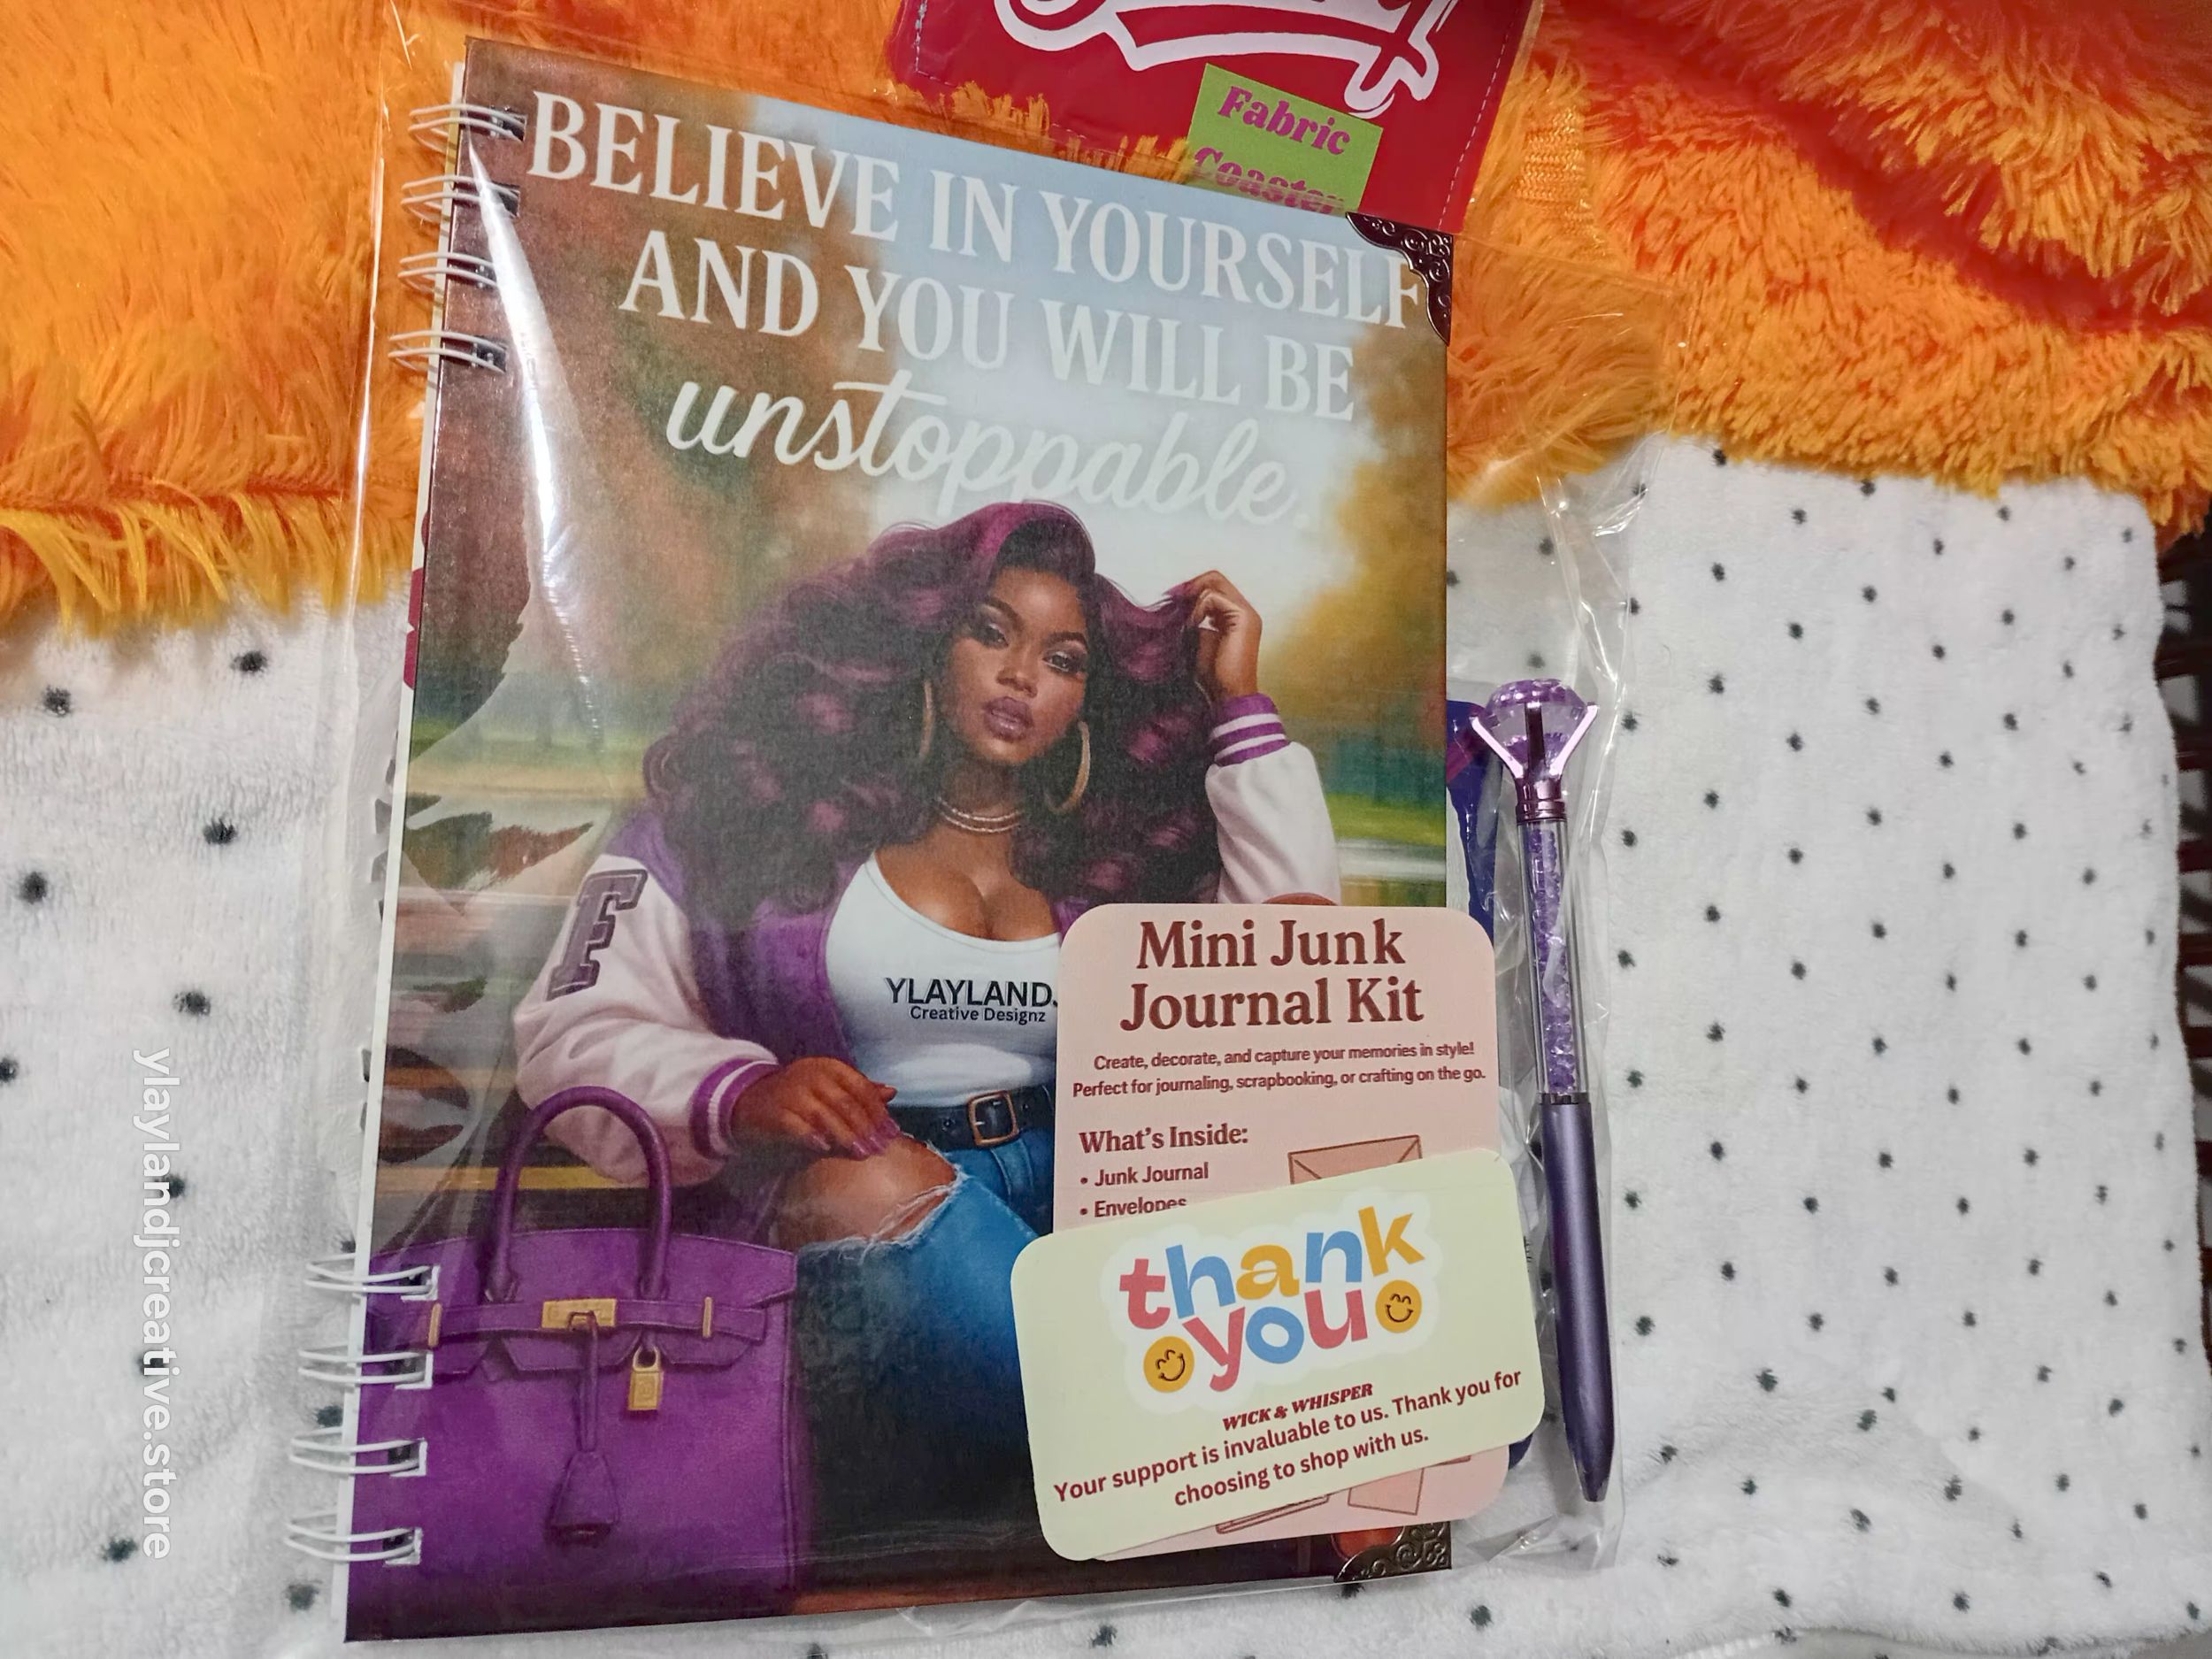 Fabric
Coaster
BELIEVE IN YOURSELF
AND YOU WILL BE
unstoppable.
F
YLAYLANDJ
Creative Designz
Mini Junk
Journal Kit
Create, decorate, and capture your memories in style!
Perfect for journaling, scrapbooking, or crafting on the go.
What's Inside:
• Junk Journal
• Envelopes
thank
you
WICK & WHISPER
Your support is invaluable to us. Thank you for
choosing to shop with us.
ylaylandjcreative.store